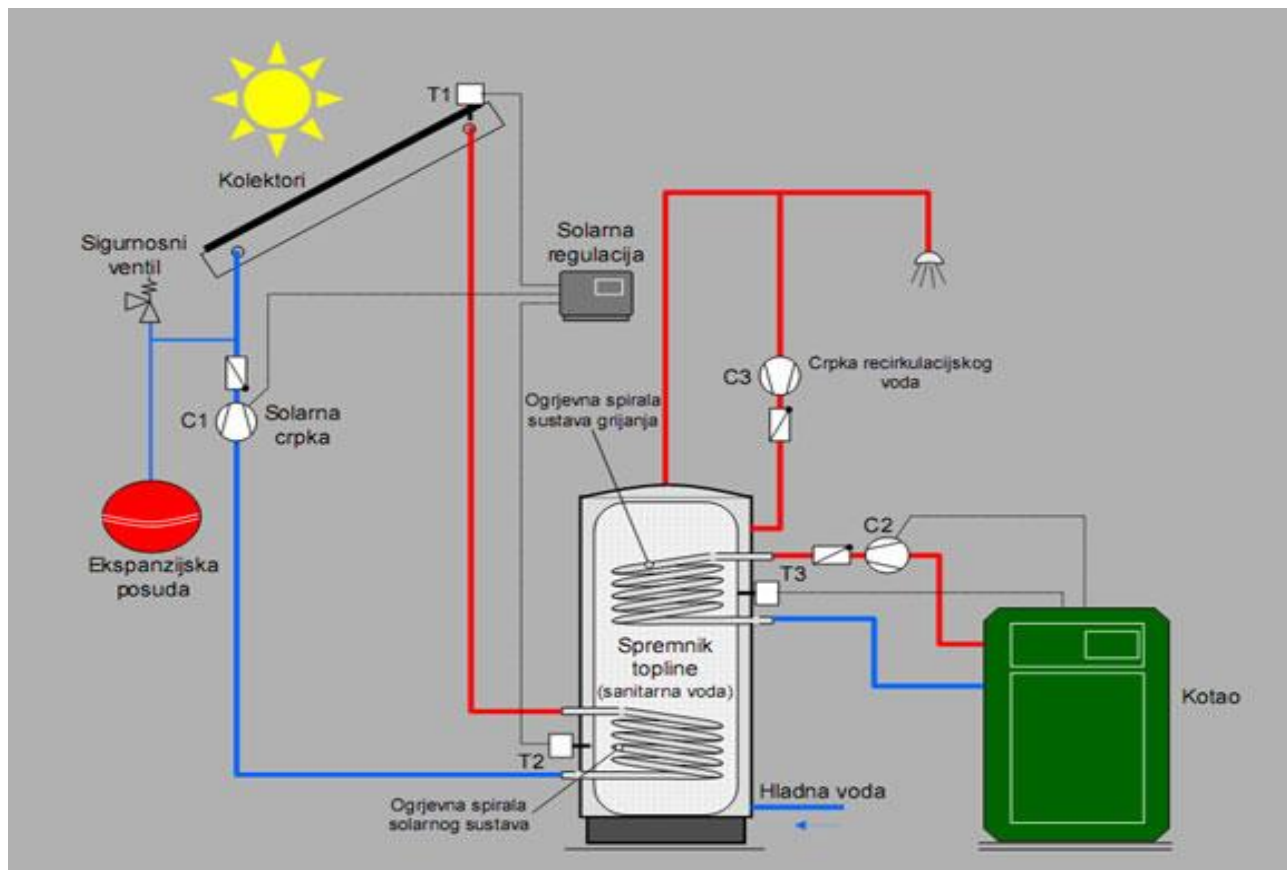 T1
Kolektori
Sigurnosni
ventil
Solarna
regulacija
C3
Crpka recirkulacijskog
voda
Ogrjevna spirala
sustava grijanja
C1
Solarna
crpka
C2
Ekspanzijska
posuda
T3
Spremnik
topline
(sanitarna voda)
Kotao
T2
Hladna voda
Ogrjevna spirala
solarnog sustava